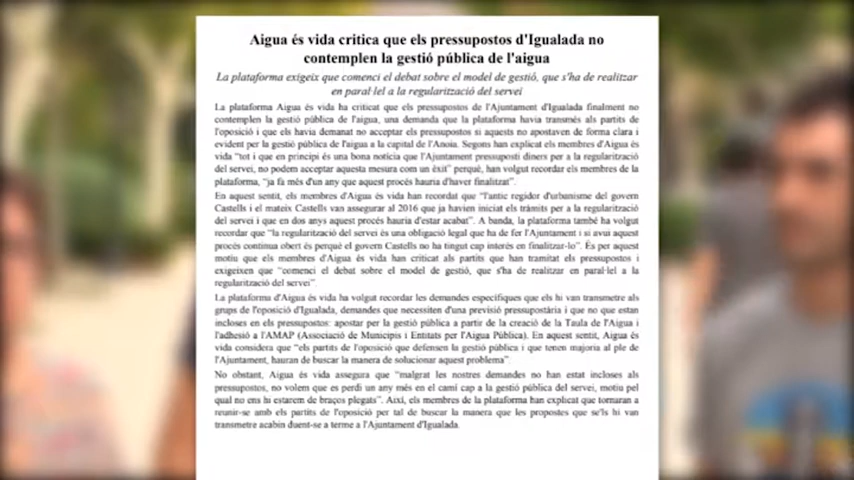 Aigua és vida critica que els pressupostos d'Igualada no
contemplen la gestió pública de l'aigua
La plataforma exigeix que comenci el debat sobre el model de gestió, que s'ha de realitzar
en paral·lel a la regularització del servei
La plataforma Aigua és vida ha criticat que els pressupostos de l'Ajuntament d'Igualada finalment no
contemplen la gestió pública de l'aigua, una demanda que la plataforma havia transmès als partits de
l'oposició i que els havia demanat no acceptar els pressupostos si aquests no apostaven de forma clara i
evident per la gestió pública de l'aigua a la capital de l'Anoia. Segons han explicat els membres d'Aigua és
vida "tot i que en principi és una bona notícia que l'Ajuntament pressuposti diners per a la regularització
del servei, no podem acceptar aquesta mesura com un èxit" perquè, han volgut recordar els membres de la
plataforma, "ja fa més d'un any que aquest procés hauria d'haver finalitzat".
En aquest sentit, els membres d'Aigua és vida han recordat que "l'antic regidor d'urbanisme del govern
Castells i el mateix Castells van assegurar al 2016 que ja havien iniciat els tràmits per a la regularització
del servei i que en dos anys aquest procés hauria d'estar acabat". A banda, la plataforma també ha volgut
recordar que "la regularització del servei és una obligació legal que ha de fer l'Ajuntament i si avui aquest
procés continua obert és perquè el govern Castells no ha tingut cap interès en finalitzar-lo". És per aquest
motiu que els membres d'Aigua és vida han criticat als partits que han tramitat els pressupostos i
exigeixen que "comenci el debat sobre el model de gestió, que s'ha de realitzar en paral·lel a la
regularització del servei".
La plataforma d'Aigua és vida ha volgut recordar les demandes específiques que els hi van transmetre als
grups de l'oposició d'Igualada, demandes que necessiten d'una previsió pressupostària i que no que estan
incloses en els pressupostos: apostar per la gestió pública a partir de la creació de la Taula de l'Aigua i
l'adhesió a l'AMAP (Associació de Municipis i Entitats per l'Aigua Pública). En aquest sentit, Aigua és
vida considera que "els partits de l'oposició que defensen la gestió pública i que tenen majoria al ple de
l'Ajuntament, hauran de buscar la manera de solucionar aquest problema".
No obstant, Aigua és vida assegura que "malgrat les nostres demandes no han estat incloses als
pressupostos, no volem que es perdi un any més en el camí cap a la gestió pública del servei, motiu pel
qual no ens hi estarem de braços plegats". Així, els membres de la plataforma han explicat que tornaran a
reunir-se amb els partits de l'oposició per tal de buscar la manera que les propostes que se'ls hi van
transmetre acabin duent-se a terme a l'Ajuntament d'Igualada.